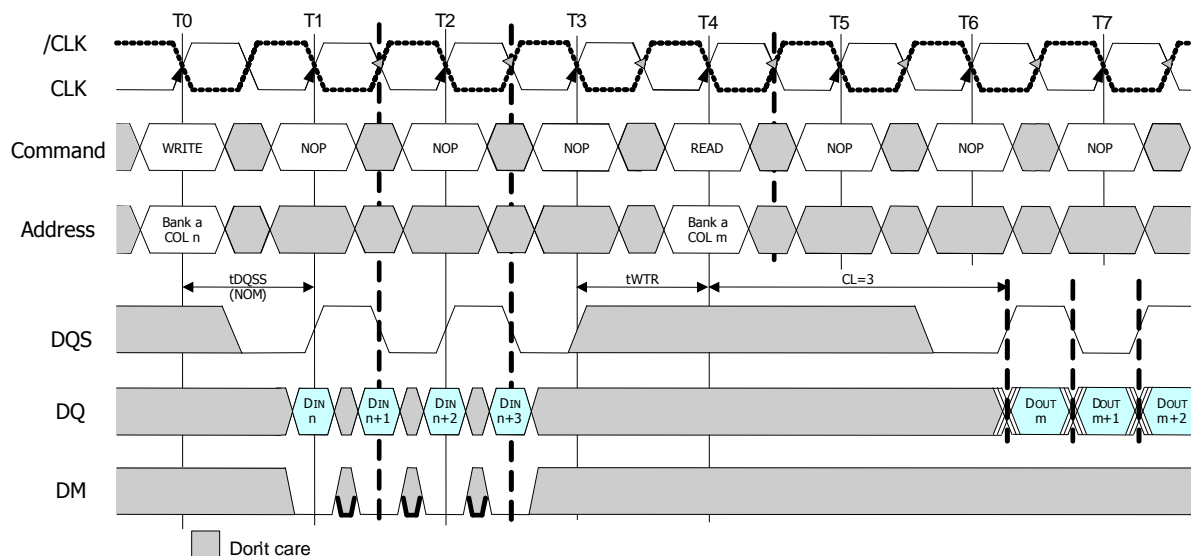 T0 T1 T2 T3 T4 T5 T6 T7
/CLK
CLK
Command WRITE NOP NOP NOP READ NOP NOP NOP
Address Bank a COL n Bank a COL m
tDQSS (NOM) tWTR CL=3
DQS
DQ DIN n DIN n+1 DIN n+2 DIN n+3 DOUT m DOUT m+1 DOUT m+2
DM
Don't care